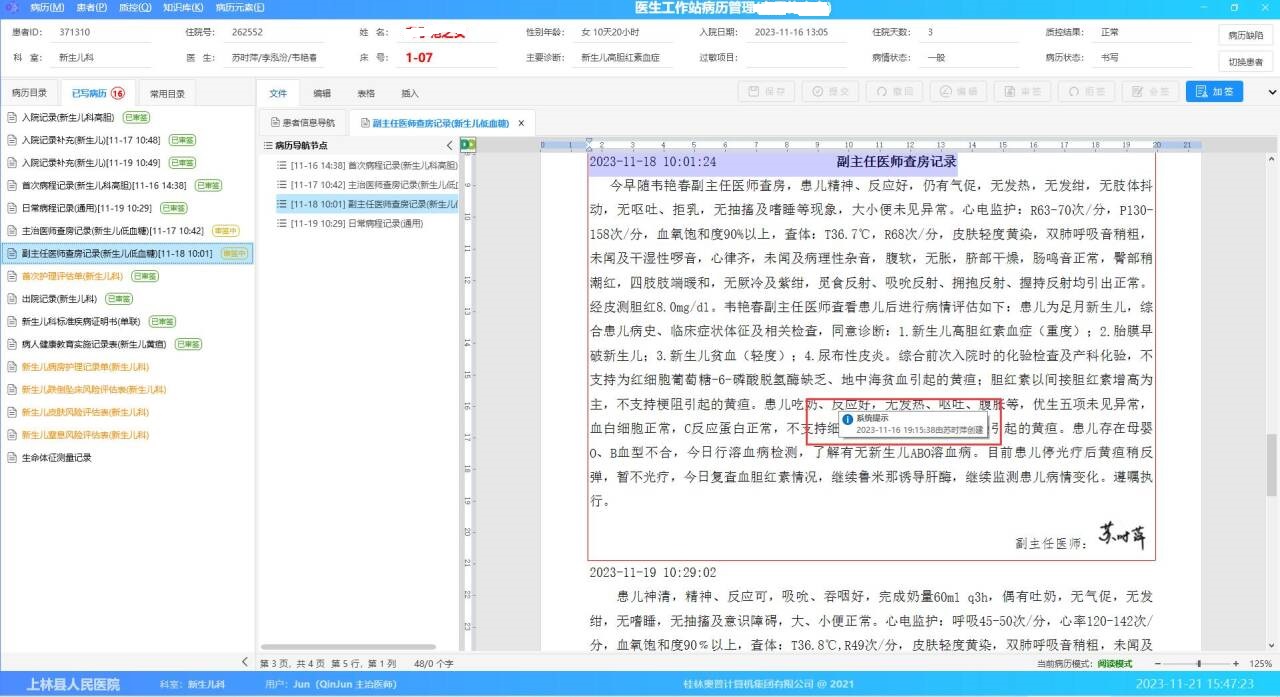 病历(M) 患者(P) 质控(Q) 知识库(K) 病历元素(E) 医生工作站病历管理
患者ID: 371310 住院号: 262552 姓 名: 性别年龄: 女 10天20小时 入院日期: 2023-11-16 13:05 住院天数: 3 质控结果: 正常 病历缺陷
科 室: 新生儿科 医 生: 苏时萍/李泓汾/韦艳春 床 号: 1-07 主要诊断: 新生儿高胆红素血症 过敏项目: 病情状态: 一般 病历状态: 书写 切换患者
病历目录 已写病历 16 常用目录 文件 编辑 表格 插入 保存 提交 撤回 编辑 审签 拒签 会签 加签
患者信息导航 副主任医师查房记录(新生儿低血糖) ×
入院记录(新生儿科高胆) 已审签
入院记录补充(新生儿)[11-17 10:48] 已审签
入院记录补充(新生儿)[11-19 10:49] 已审签
首次病程记录(新生儿科高胆)[11-16 14:38] 已审签
日常病程记录(通用)[11-19 10:29] 已审签
主治医师查房记录(新生儿低血糖)[11-17 10:42] 审签中
副主任医师查房记录(新生儿低血糖)[11-18 10:01] 审签中
首次护理评估单(新生儿科) 已审签
出院记录(新生儿科) 已审签
新生儿科标准疾病证明书(单联) 已审签
病人健康教育实施记录表(新生儿黄疸) 已审签
新生儿病房护理记录单(新生儿科)
新生儿跌倒坠床风险评估表(新生儿科)
新生儿皮肤风险评估表(新生儿科)
新生儿窒息风险评估表(新生儿科)
生命体征测量记录
病历导航节点
[11-16 14:38] 首次病程记录(新生儿科高胆)
[11-17 10:42] 主治医师查房记录(新生儿低血
[11-18 10:01] 副主任医师查房记录(新生儿(
[11-19 10:29] 日常病程记录(通用)
2023-11-18 10:01:24 副主任医师查房记录
今早随韦艳春副主任医师查房，患儿精神、反应好，仍有气促，无发热，无发绀，无肢体抖
动，无呕吐、拒乳，无抽搐及嗜睡等现象，大小便未见异常。心电监护：R63-70次/分，P130-
158次/分，血氧饱和度90%以上，查体：T36.7℃，R68次/分，皮肤轻度黄染，双肺呼吸音稍粗，
未闻及干湿性啰音，心律齐，未闻及病理性杂音，腹软，无胀，脐部干燥，肠鸣音正常，臀部稍
潮红，四肢肢端暖和，无厥冷及紫绀，觅食反射、吸吮反射、拥抱反射、握持反射均引出正常。
经皮测胆红8.0mg/dl。韦艳春副主任医师查看患儿后进行病情评估如下：患儿为足月新生儿，综
合患儿病史、临床症状体征及相关检查，同意诊断：1.新生儿高胆红素血症（重度）；2.胎膜早
破新生儿；3.新生儿贫血（轻度）；4.尿布性皮炎。综合前次入院时的化验检查及产科化验，不
支持为红细胞葡萄糖-6-磷酸脱氢酶缺乏、地中海贫血引起的黄疸；胆红素以间接胆红素增高为
主，不支持梗阻引起的黄疸。患儿吃奶、反应好，无发热、呕吐、腹胀等，优生五项未见异常，
血白细胞正常，C反应蛋白正常，不支持细 引起的黄疸。患儿存在母婴
系统提示
2023-11-16 19:15:38由苏时萍创建
O、B血型不合，今日行溶血病检测，了解有无新生儿ABO溶血病。目前患儿停光疗后黄疸稍反
弹，暂不光疗，今日复查血胆红素情况，继续鲁米那诱导肝酶，继续监测患儿病情变化。遵嘱执
行。
副主任医师： 苏时萍
2023-11-19 10:29:02
患儿神清，精神、反应可，吸吮、吞咽好，完成奶量60ml q3h，偶有吐奶，无气促，无发
绀，无嗜睡，无抽搐及意识障碍，大、小便正常。心电监护：呼吸45-50次/分，心率120-142次/
分，血氧饱和度90％以上，查体：T36.8℃,R49次/分，皮肤轻度黄染，双肺呼吸音稍粗，未闻及
第 3 页，共 4 页 第 5 行，第 1 列 48/0 个字 当前病历模式: 阅读模式 125%
上林县人民医院 科室: 新生儿科 用户: Jun（QinJun 主治医师） 桂林奥普计算机集团有限公司 @ 2021 2023-11-21 15:47:23